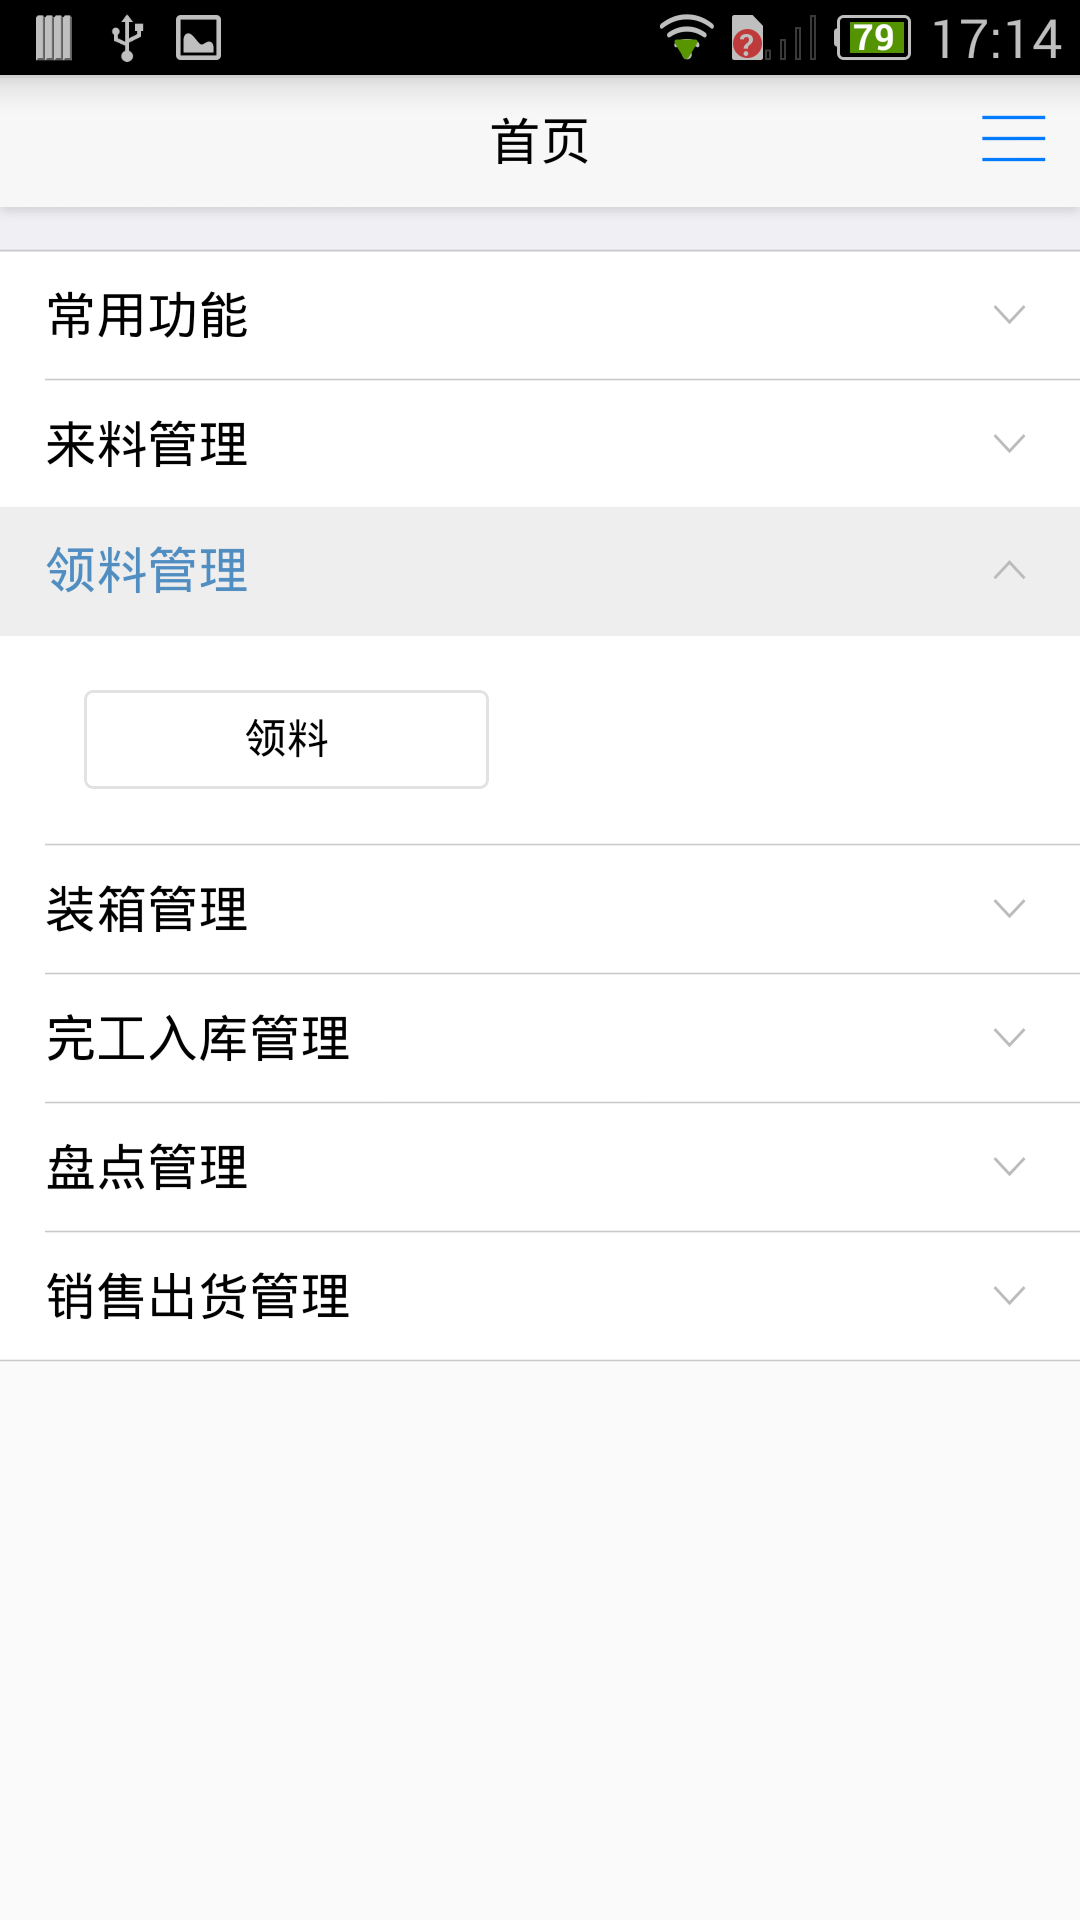 79 17:14
首页
常用功能
来料管理
领料管理
领料
装箱管理
完工入库管理
盘点管理
销售出货管理